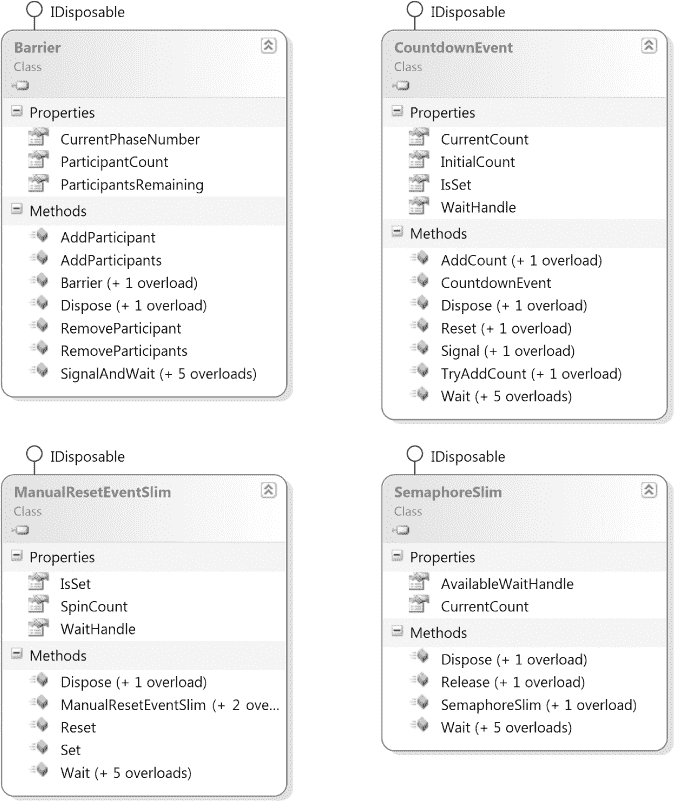 IDisposable
Barrier
Class
Properties
CurrentPhaseNumber
ParticipantCount
ParticipantsRemaining
Methods
AddParticipant
AddParticipants
Barrier (+ 1 overload)
Dispose (+ 1 overload)
RemoveParticipant
RemoveParticipants
SignalAndWait (+ 5 overloads)
IDisposable
CountdownEvent
Class
Properties
CurrentCount
InitialCount
IsSet
WaitHandle
Methods
AddCount (+ 1 overload)
CountdownEvent
Dispose (+ 1 overload)
Reset (+ 1 overload)
Signal (+ 1 overload)
TryAddCount (+ 1 overload)
Wait (+ 5 overloads)
IDisposable
ManualResetEventSlim
Class
Properties
IsSet
SpinCount
WaitHandle
Methods
Dispose (+ 1 overload)
ManualResetEventSlim (+ 2 ove...
Reset
Set
Wait (+ 5 overloads)
IDisposable
SemaphoreSlim
Class
Properties
AvailableWaitHandle
CurrentCount
Methods
Dispose (+ 1 overload)
Release (+ 1 overload)
SemaphoreSlim (+ 1 overload)
Wait (+ 5 overloads)